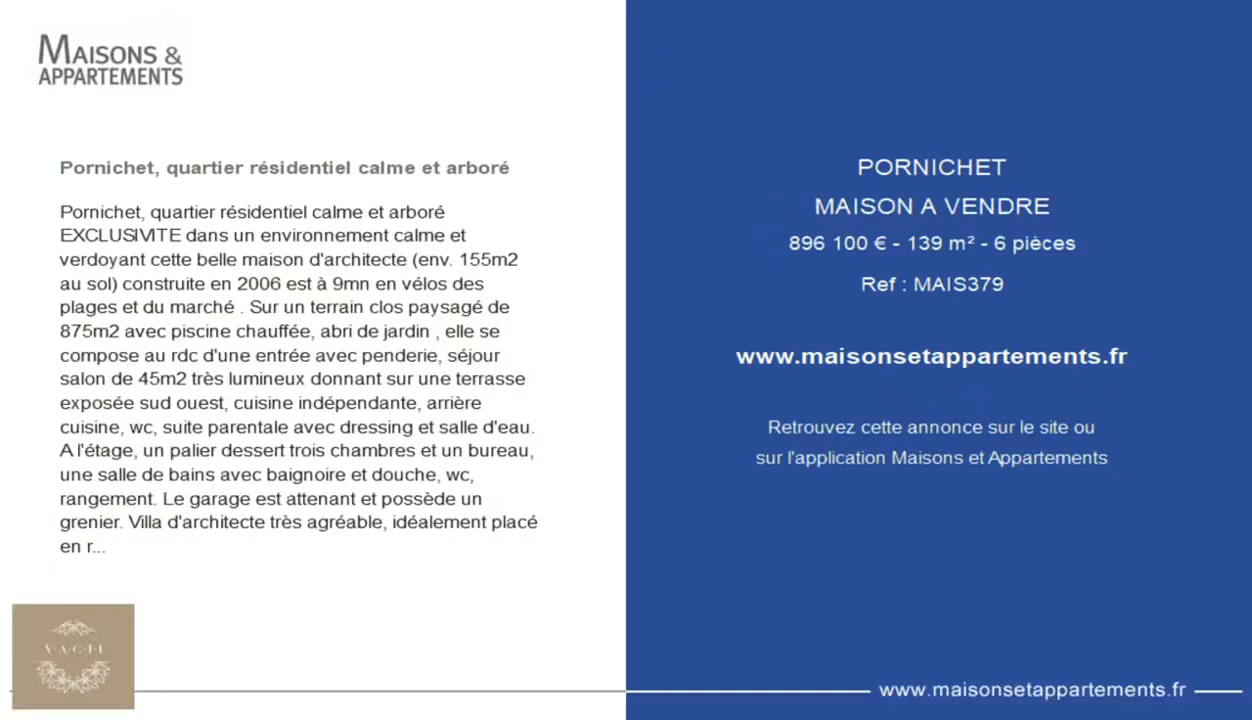 MAISONS &
APPARTEMENTS
Pornichet, quartier résidentiel calme et arboré
Pornichet, quartier résidentiel calme et arboré
EXCLUSIVITE dans un environnement calme et
verdoyant cette belle maison d'architecte (env. 155m2
au sol) construite en 2006 est à 9mn en vélos des
plages et du marché . Sur un terrain clos paysagé de
875m2 avec piscine chauffée, abri de jardin , elle se
compose au rdc d'une entrée avec penderie, séjour
salon de 45m2 très lumineux donnant sur une terrasse
exposée sud ouest, cuisine indépendante, arrière
cuisine, wc, suite parentale avec dressing et salle d'eau.
A l'étage, un palier dessert trois chambres et un bureau,
une salle de bains avec baignoire et douche, wc,
rangement. Le garage est attenant et possède un
grenier. Villa d'architecte très agréable, idéalement placé
en r...
PORNICHET
MAISON A VENDRE
896 100 € - 139 m² - 6 pièces
Ref : MAIS379
www.maisonsetappartements.fr
Retrouvez cette annonce sur le site ou
sur l'application Maisons et Appartements
www.maisonsetappartements.fr